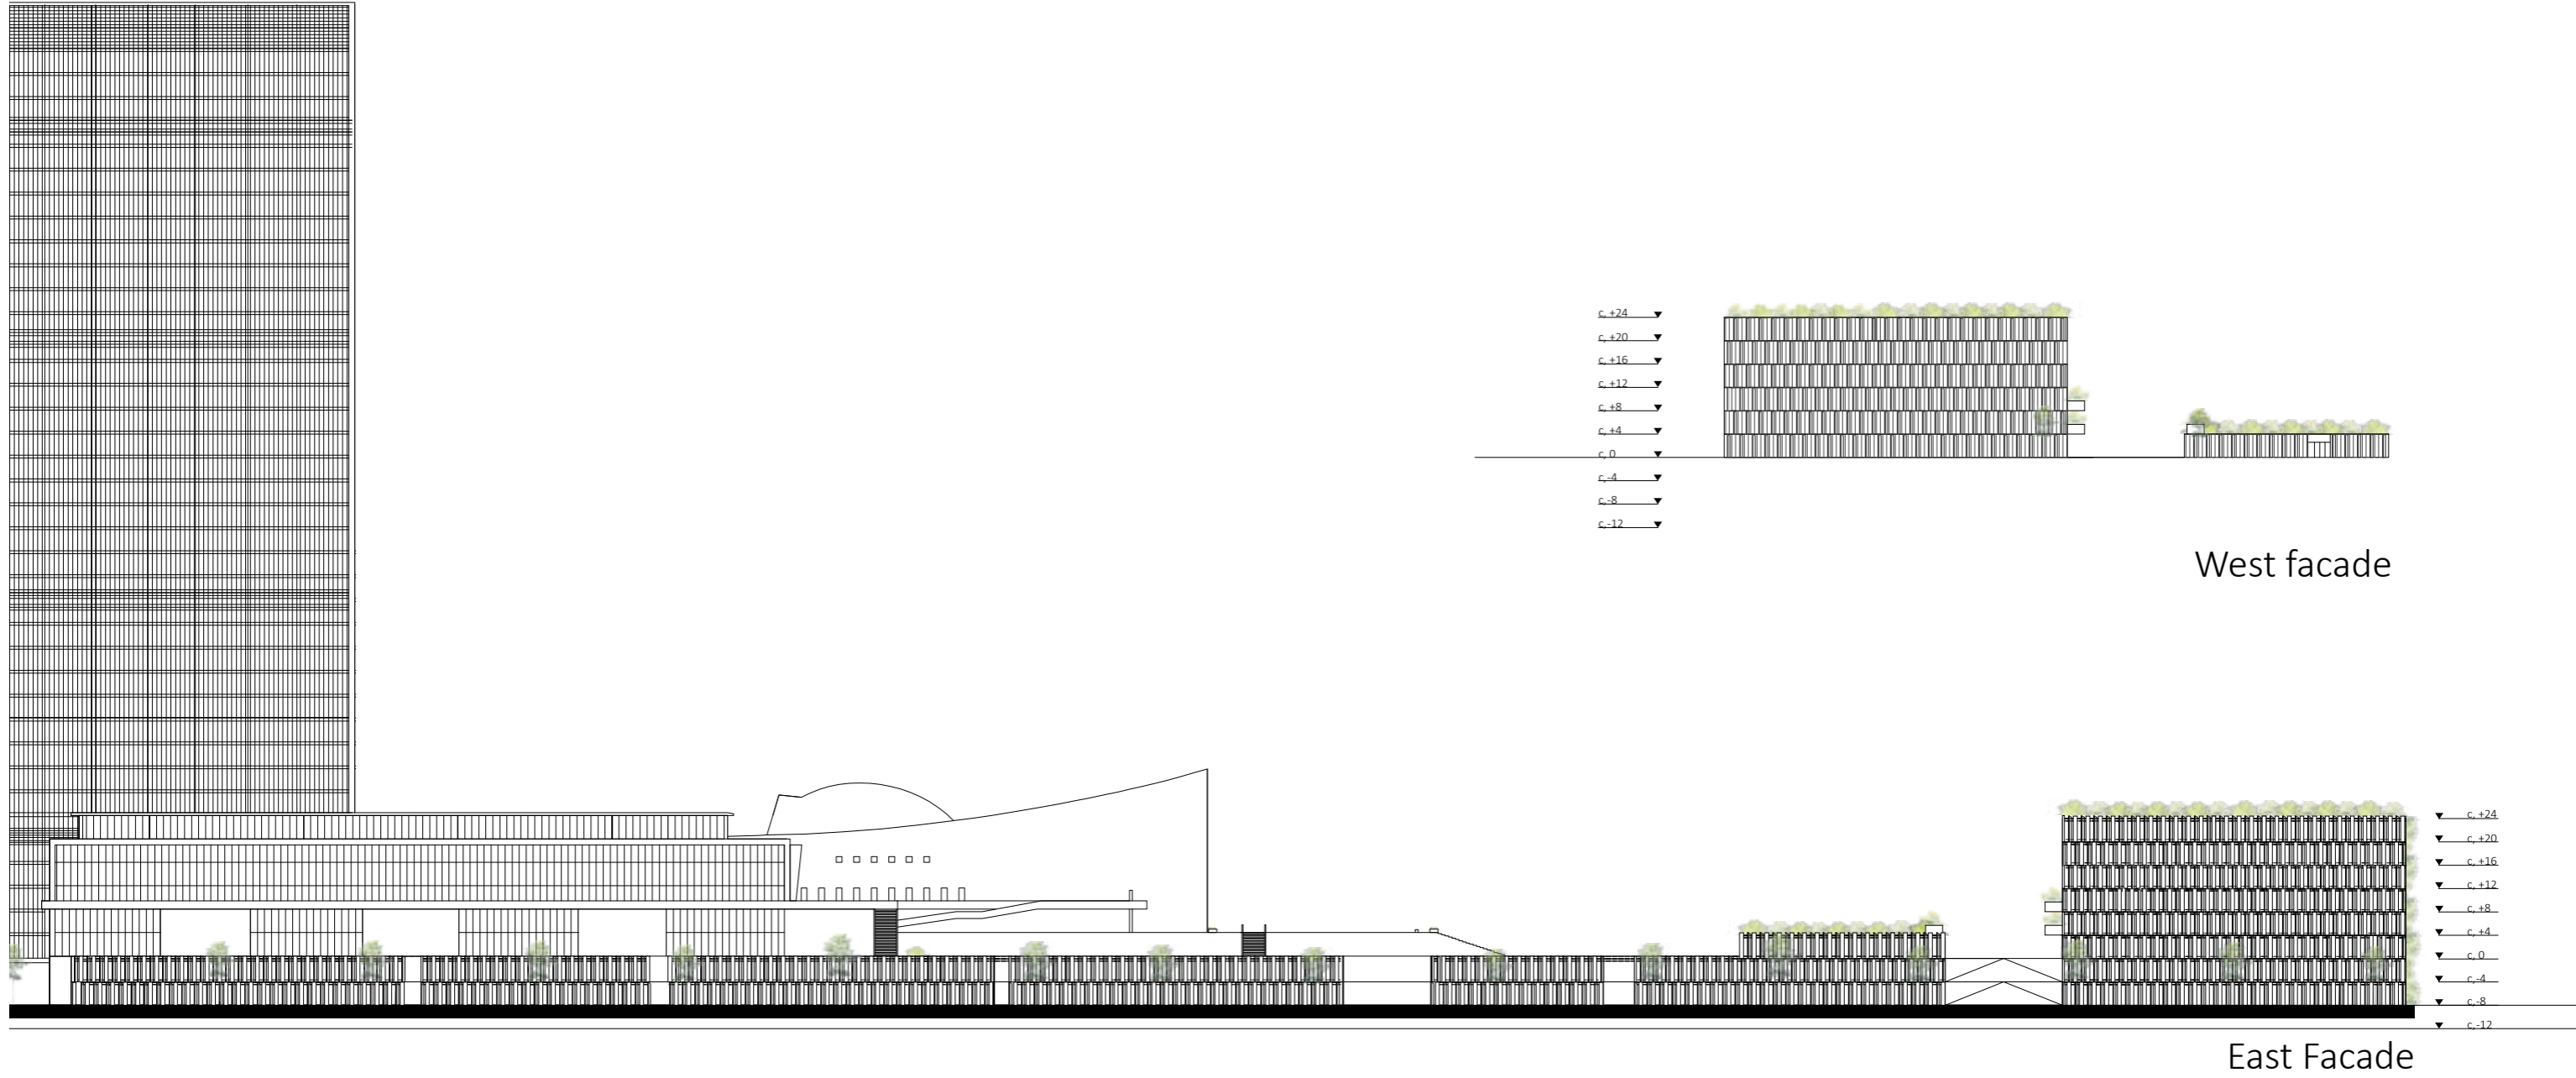 c, +24
c, +20
c, +16
c, +12
c, +8
c, +4
c, 0
c,-4
c,-8
c,-12
West facade
c, +24
c, +20
c, +16
c, +12
c, +8
c, +4
c, 0
c,-4
c,-8
c,-12
East Facade